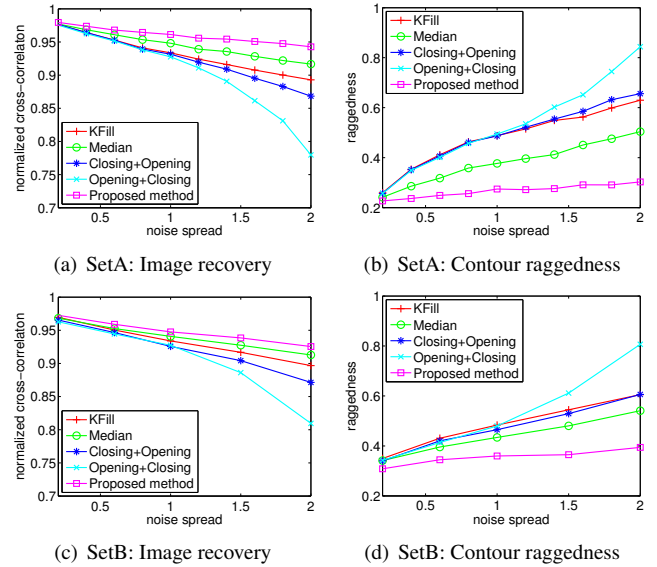 1
0.95
0.9
0.85
0.8
0.75
0.7
normalized cross−correlaton
KFill
Median
Closing+Opening
Opening+Closing
Proposed method
0.5 1 1.5 2
noise spread
(a) SetA: Image recovery
1
0.8
0.6
0.4
0.2
raggedness
KFill
Median
Closing+Opening
Opening+Closing
Proposed method
0.5 1 1.5 2
noise spread
(b) SetA: Contour raggedness
1
0.95
0.9
0.85
0.8
0.75
0.7
normalized cross−correlaton
KFill
Median
Closing+Opening
Opening+Closing
Proposed method
0.5 1 1.5 2
noise spread
(c) SetB: Image recovery
1
0.8
0.6
0.4
0.2
raggedness
KFill
Median
Closing+Opening
Opening+Closing
Proposed method
0.5 1 1.5 2
noise spread
(d) SetB: Contour raggedness